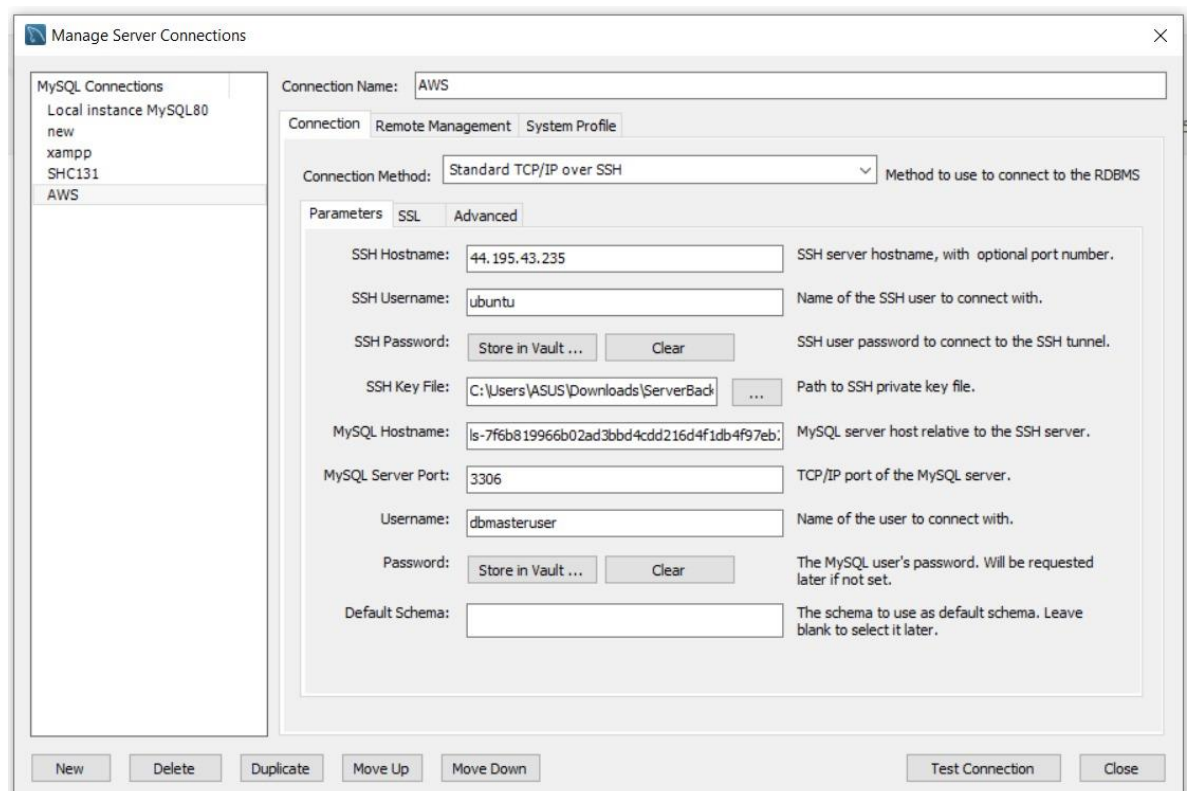 Manage Server Connections
MySQL Connections
Local instance MySQL80
new
xampp
SHC131
AWS
Connection Name: AWS
Connection Remote Management System Profile
Connection Method: Standard TCP/IP over SSH Method to use to connect to the RDBMS
Parameters SSL Advanced
SSH Hostname: 44.195.43.235 SSH server hostname, with optional port number.
SSH Username: ubuntu Name of the SSH user to connect with.
SSH Password: Store in Vault ... Clear SSH user password to connect to the SSH tunnel.
SSH Key File: C:\Users\ASUS\Downloads\ServerBack ... Path to SSH private key file.
MySQL Hostname: ls-7f6b819966b02ad3bbd4cdd216d4f1db4f97eb MySQL server host relative to the SSH server.
MySQL Server Port: 3306 TCP/IP port of the MySQL server.
Username: dbmasteruser Name of the user to connect with.
Password: Store in Vault ... Clear The MySQL user's password. Will be requested
later if not set.
Default Schema: The schema to use as default schema. Leave
blank to select it later.
New Delete Duplicate Move Up Move Down Test Connection Close